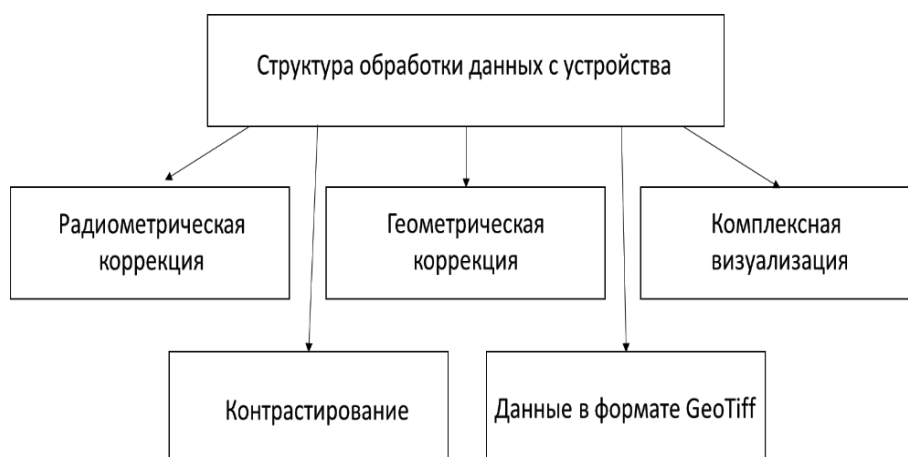 Структура обработки данных с устройства
Радиометрическая
коррекция
Геометрическая
коррекция
Комплексная
визуализация
Контрастирование
Данные в формате GeoTiff